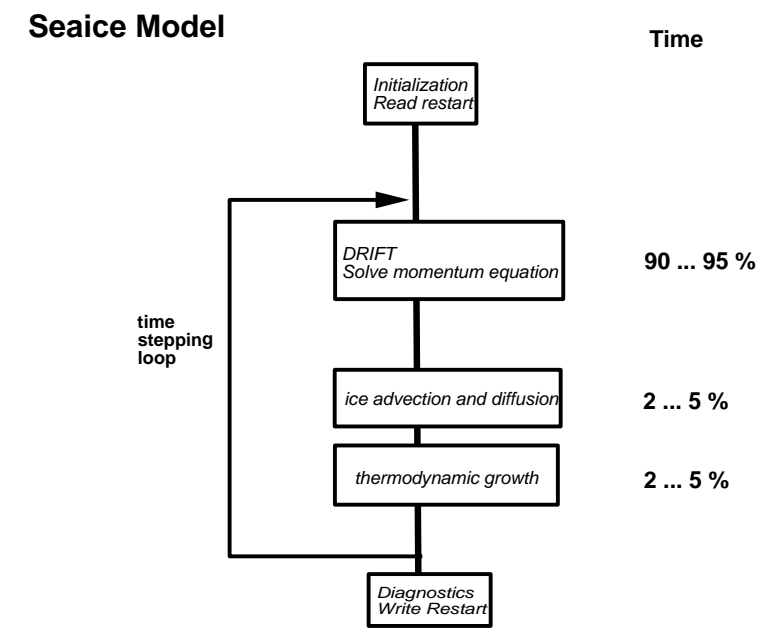 Seaice Model
Time
Initialization
Read restart
DRIFT
Solve momentum equation
90 ... 95 %
time
stepping
loop
ice advection and diffusion
2 ... 5 %
thermodynamic growth
2 ... 5 %
Diagnostics
Write Restart